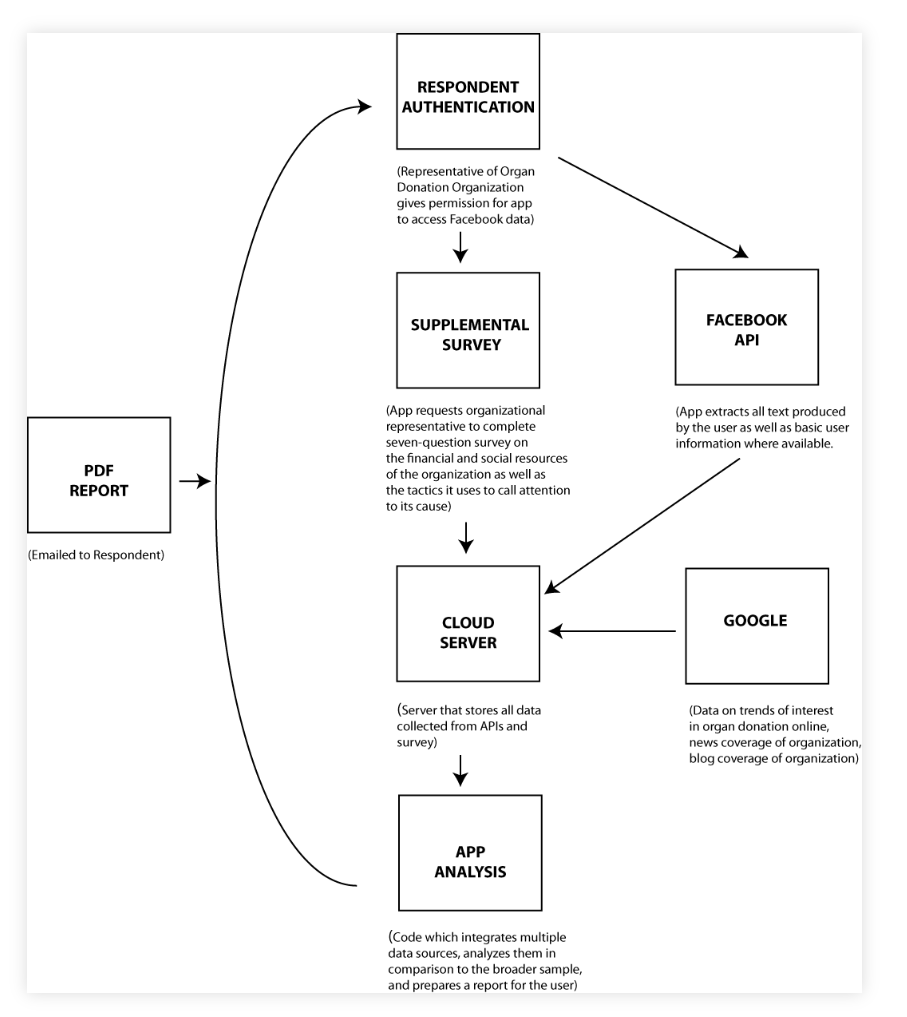 RESPONDENT
AUTHENTICATION
(Representative of Organ
Donation Organization
gives permission for app
to access Facebook data)
SUPPLEMENTAL
SURVEY
(App requests organizational
representative to complete
seven-question survey on
the financial and social resources
of the organization as well as
the tactics it uses to call attention
to its cause)
FACEBOOK
API
(App extracts all text produced
by the user as well as basic user
information where available.
PDF
REPORT
(Emailed to Respondent)
CLOUD
SERVER
(Server that stores all data
collected from APIs and
survey)
GOOGLE
(Data on trends of interest
in organ donation online,
news coverage of organization,
blog coverage of organization)
APP
ANALYSIS
(Code which integrates multiple
data sources, analyzes them in
comparison to the broader sample,
and prepares a report for the user)